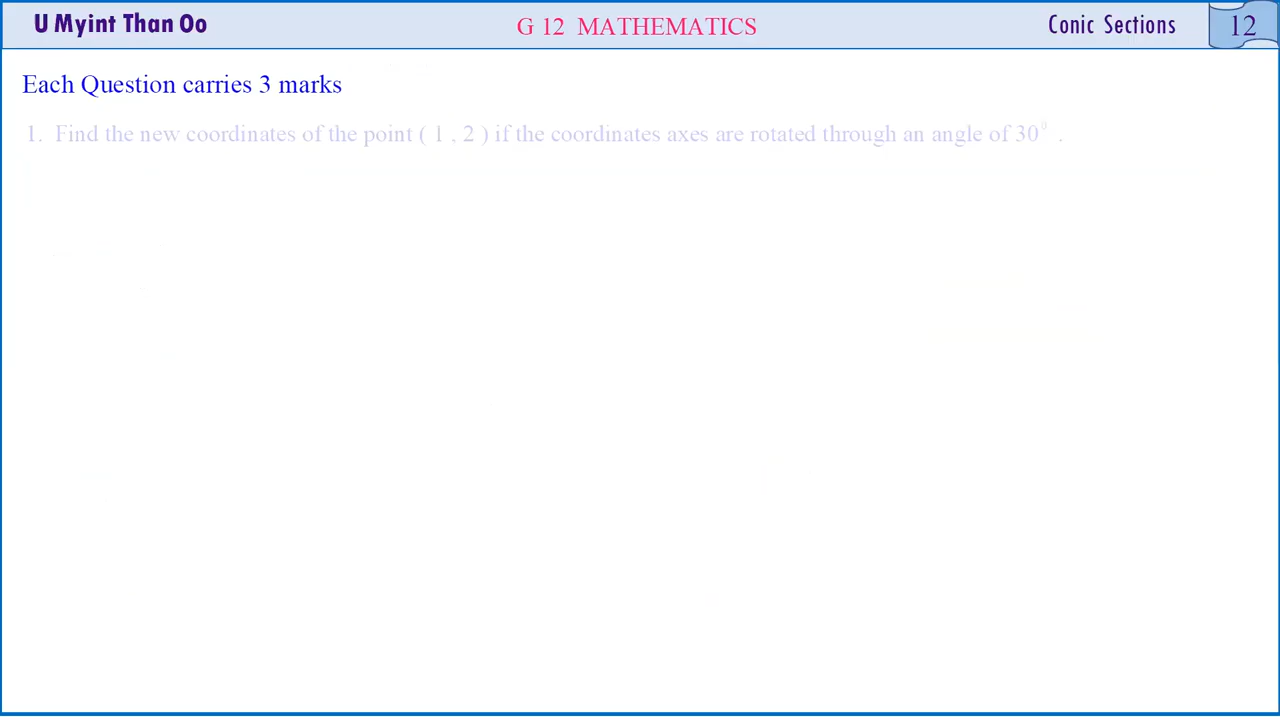 U Myint Than Oo G 12 MATHEMATICS Conic Sections 12
Each Question carries 3 marks
1. Find the new coordinates of the point ( 1 , 2 ) if the coordinates axes are rotated through an angle of 30⁰ .